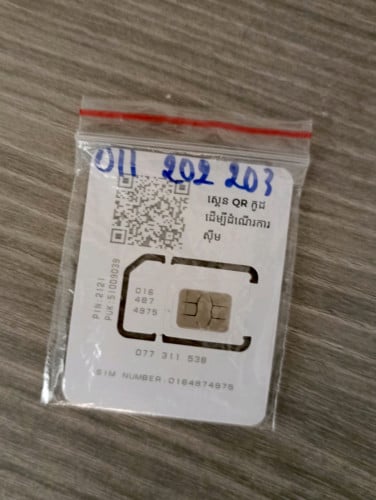 011 202 203
ស្កេន QR កូដ
ដើម្បីដំណើរការ
ស៊ីម
PIN:2121
PUK:51009039
016
487
4975
077 311 538
SIM NUMBER:0164874975